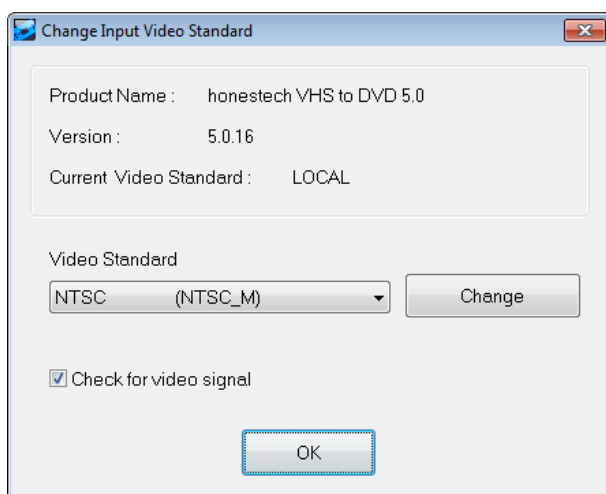 Change Input Video Standard
Product Name : honestech VHS to DVD 5.0
Version : 5.0.16
Current Video Standard : LOCAL
Video Standard
NTSC (NTSC_M) Change
Check for video signal
OK